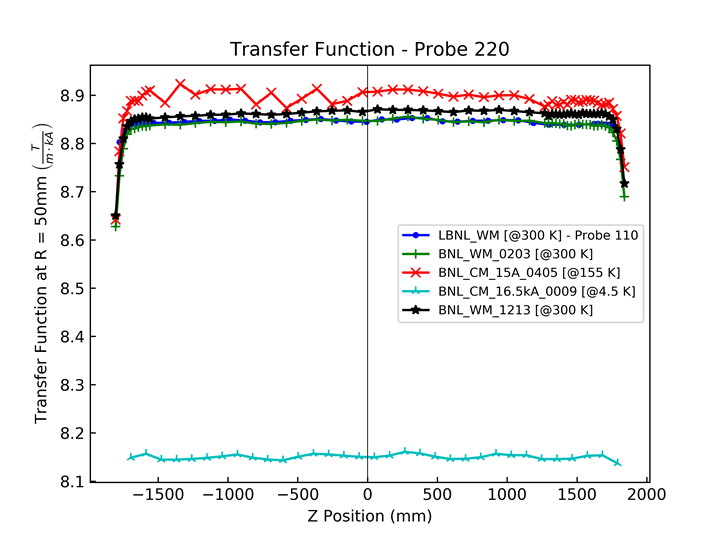 Transfer Function - Probe 220
Transfer Function at R = 50mm (T/m·kA)
8.9
8.8
8.7
8.6
8.5
8.4
8.3
8.2
8.1
LBNL_WM [@300 K] - Probe 110
BNL_WM_0203 [@300 K]
BNL_CM_15A_0405 [@155 K]
BNL_CM_16.5kA_0009 [@4.5 K]
BNL_WM_1213 [@300 K]
−1500 −1000 −500 0 500 1000 1500 2000
Z Position (mm)